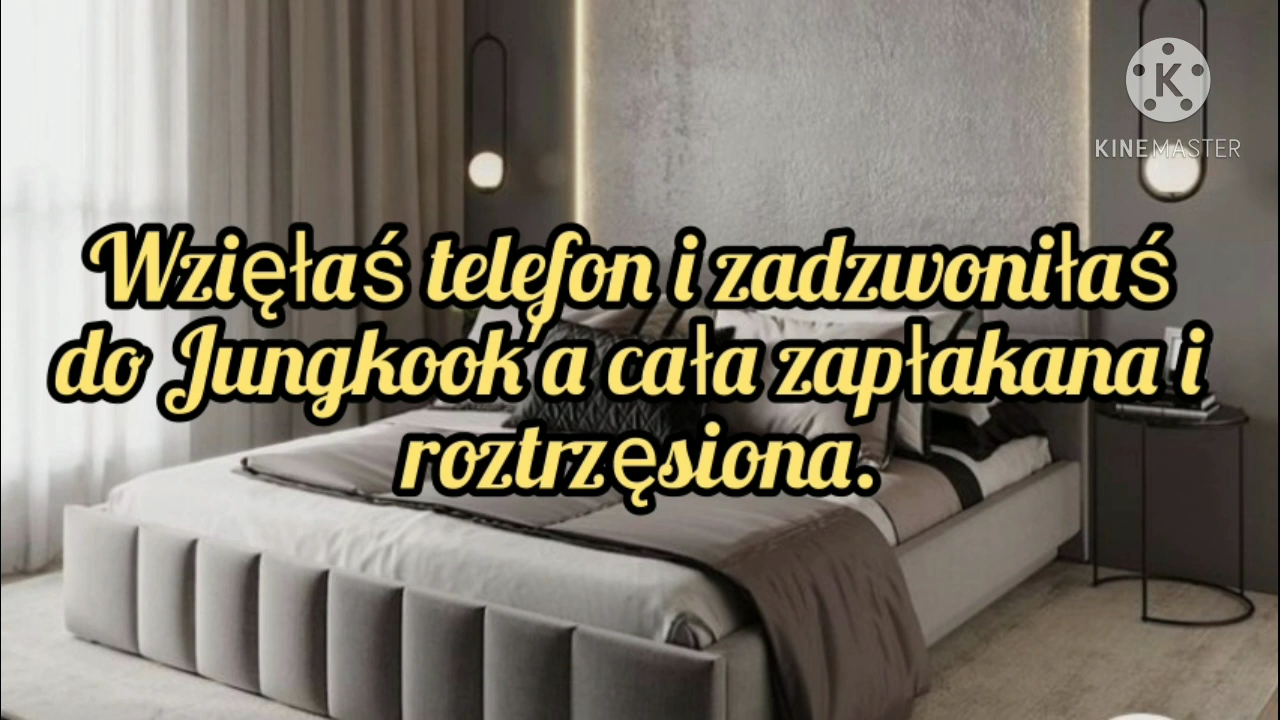 K
KINEMASTER
Wzięłaś telefon i zadzwoniłaś
do Jungkook'a cała zapłakana i
roztrzęsiona.